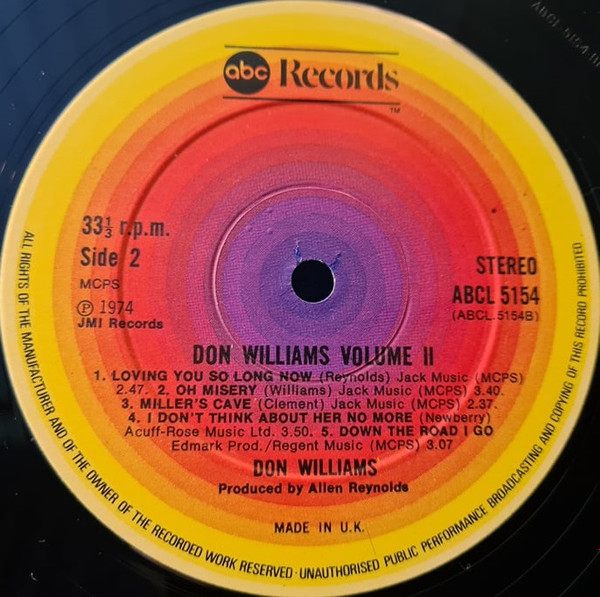 abc Records
TM
33⅓ r.p.m.
Side 2
MCPS
Ⓟ 1974
JMI Records
STEREO
ABCL 5154
(ABCL 5154B)
DON WILLIAMS VOLUME II
1. LOVING YOU SO LONG NOW (Reynolds) Jack Music (MCPS)
2.47. 2. OH MISERY (Williams) Jack Music (MCPS) 3.40.
3. MILLER'S CAVE (Clement) Jack Music (MCPS) 2.37.
4. I DON'T THINK ABOUT HER NO MORE (Newberry)
Acuff-Rose Music Ltd. 3.50. 5. DOWN THE ROAD I GO
Edmark Prod./Regent Music (MCPS) 3.07
DON WILLIAMS
Produced by Allen Reynolds
MADE IN U.K.
ALL RIGHTS OF THE MANUFACTURER AND OF THE OWNER OF THE RECORDED WORK RESERVED · UNAUTHORISED PUBLIC PERFORMANCE BROADCASTING AND COPYING OF THIS RECORD PROHIBITED
ABCL 5154